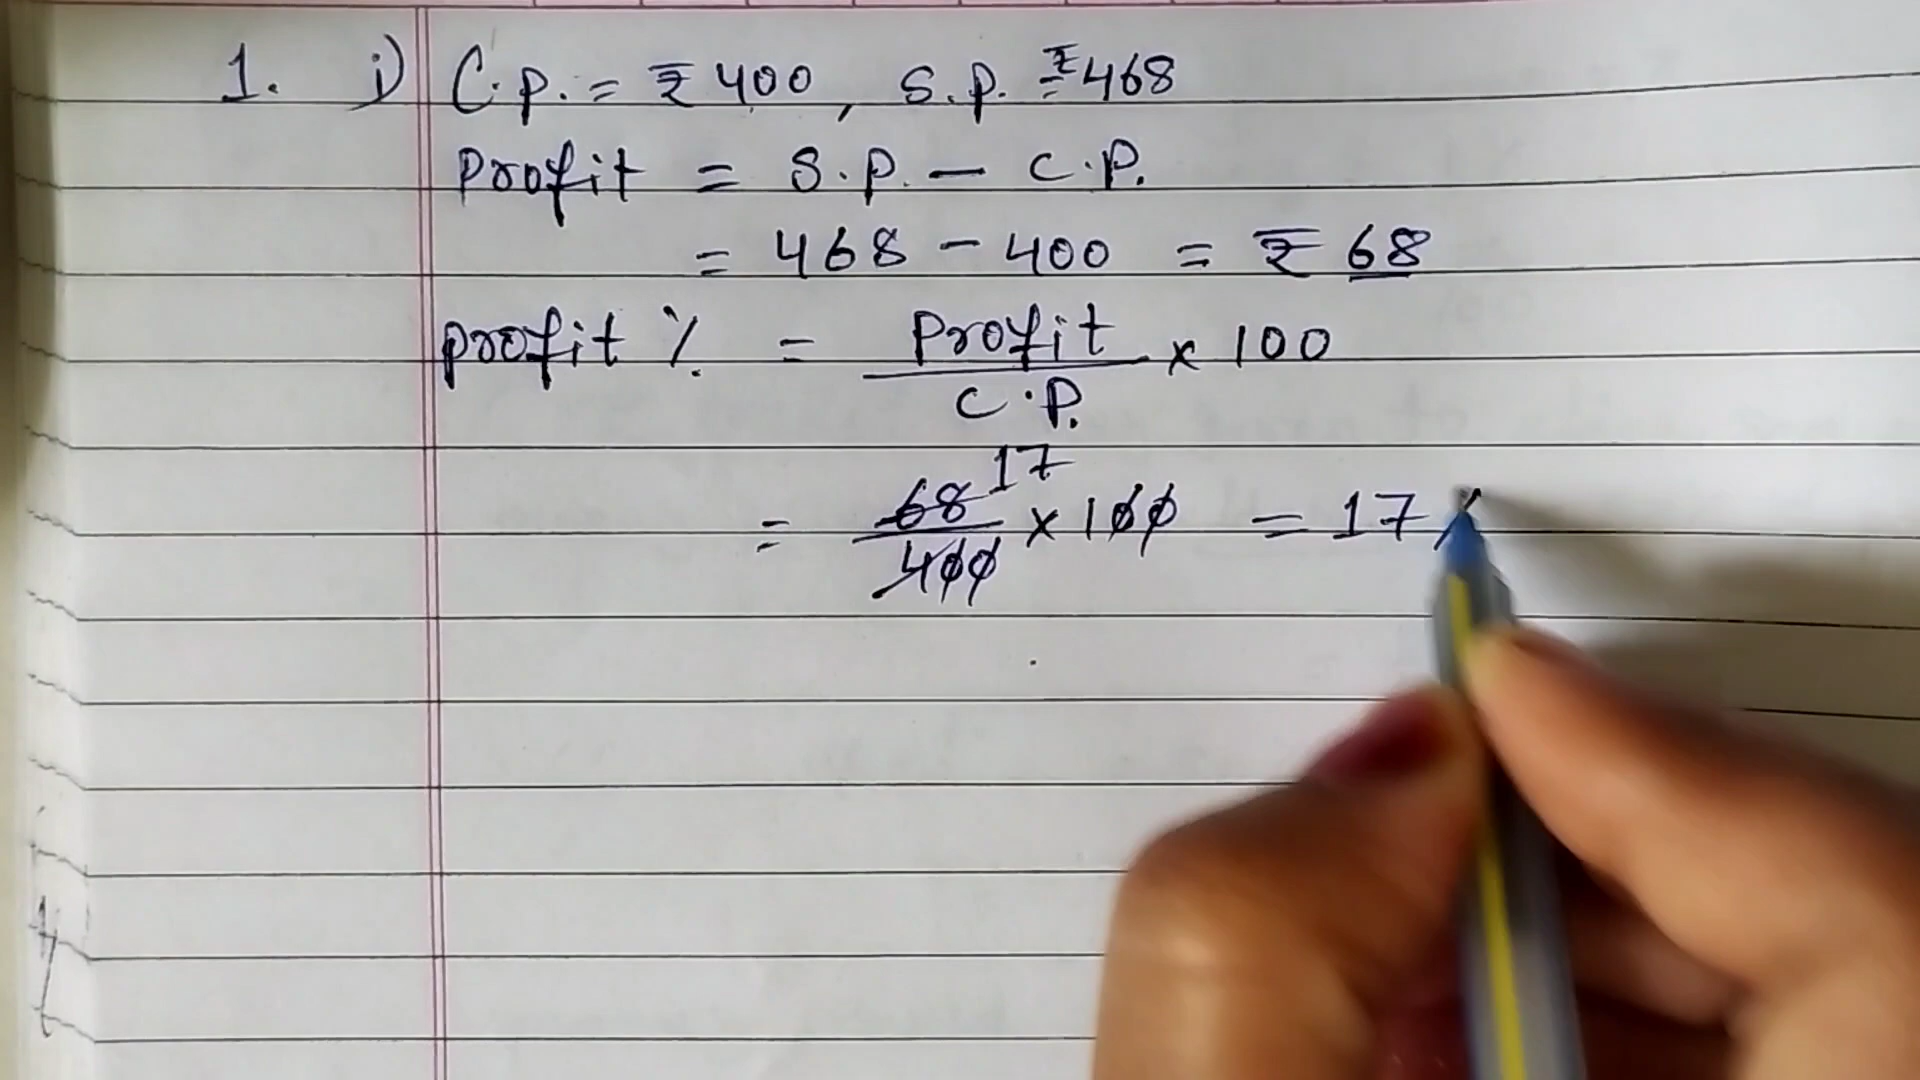 1. i) C.P. = ₹ 400, S.P. = ₹ 468
Profit = S.P. - C.P.
= 468 - 400 = ₹ 68
profit % = Profit / C.P. × 100
17
= 68 / 400 × 100 = 17 %